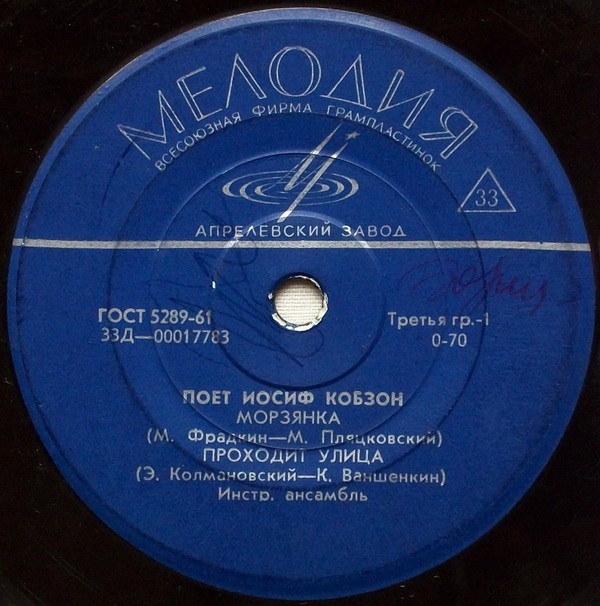 МЕЛОДИЯ
ВСЕСОЮЗНАЯ ФИРМА ГРАМПЛАСТИНОК
33
АПРЕЛЕВСКИЙ ЗАВОД
ГОСТ 5289-61
33Д—00017783
Третья гр.-1
0-70
ПОЕТ ИОСИФ КОБЗОН
МОРЗЯНКА
(М. Фрадкин—М. Пляцковский)
ПРОХОДИТ УЛИЦА
(Э. Колмановский—К. Ваншенкин)
Инстр. ансамбль